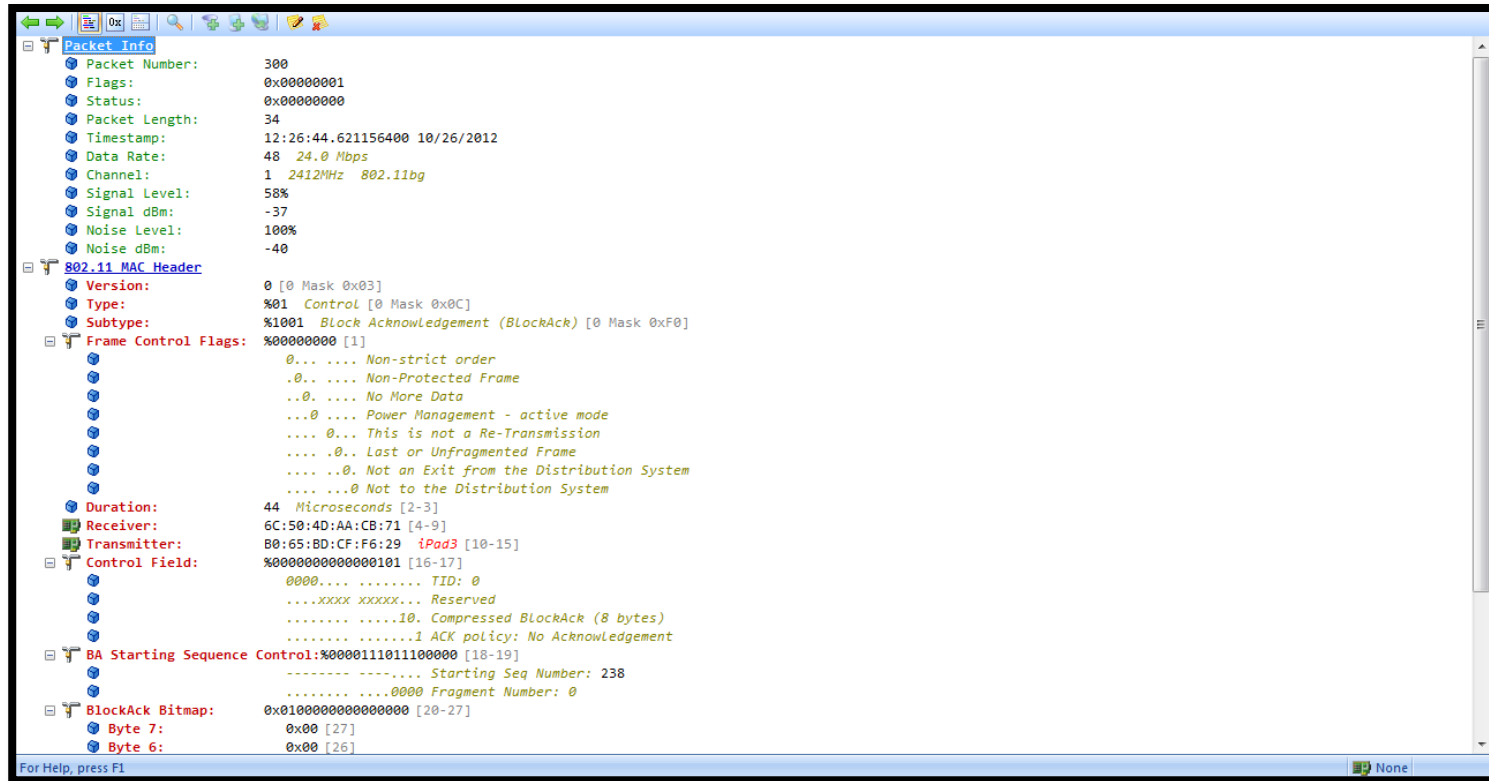 0x
Packet Info
Packet Number: 300
Flags: 0x00000001
Status: 0x00000000
Packet Length: 34
Timestamp: 12:26:44.621156400 10/26/2012
Data Rate: 48 24.0 Mbps
Channel: 1 2412MHz 802.11bg
Signal Level: 58%
Signal dBm: -37
Noise Level: 100%
Noise dBm: -40
802.11 MAC Header
Version: 0 [0 Mask 0x03]
Type: %01 Control [0 Mask 0x0C]
Subtype: %1001 Block Acknowledgement (BlockAck) [0 Mask 0xF0]
Frame Control Flags: %00000000 [1]
0... .... Non-strict order
.0.. .... Non-Protected Frame
..0. .... No More Data
...0 .... Power Management - active mode
.... 0... This is not a Re-Transmission
.... .0.. Last or Unfragmented Frame
.... ..0. Not an Exit from the Distribution System
.... ...0 Not to the Distribution System
Duration: 44 Microseconds [2-3]
Receiver: 6C:50:4D:AA:CB:71 [4-9]
Transmitter: B0:65:BD:CF:F6:29 iPad3 [10-15]
Control Field: %0000000000000101 [16-17]
0000.... ........ TID: 0
....xxxx xxxxx... Reserved
........ .....10. Compressed BlockAck (8 bytes)
........ .......1 ACK policy: No Acknowledgement
BA Starting Sequence Control:%0000111011100000 [18-19]
-------- ----.... Starting Seq Number: 238
........ ....0000 Fragment Number: 0
BlockAck Bitmap: 0x0100000000000000 [20-27]
Byte 7: 0x00 [27]
Byte 6: 0x00 [26]
For Help, press F1 None